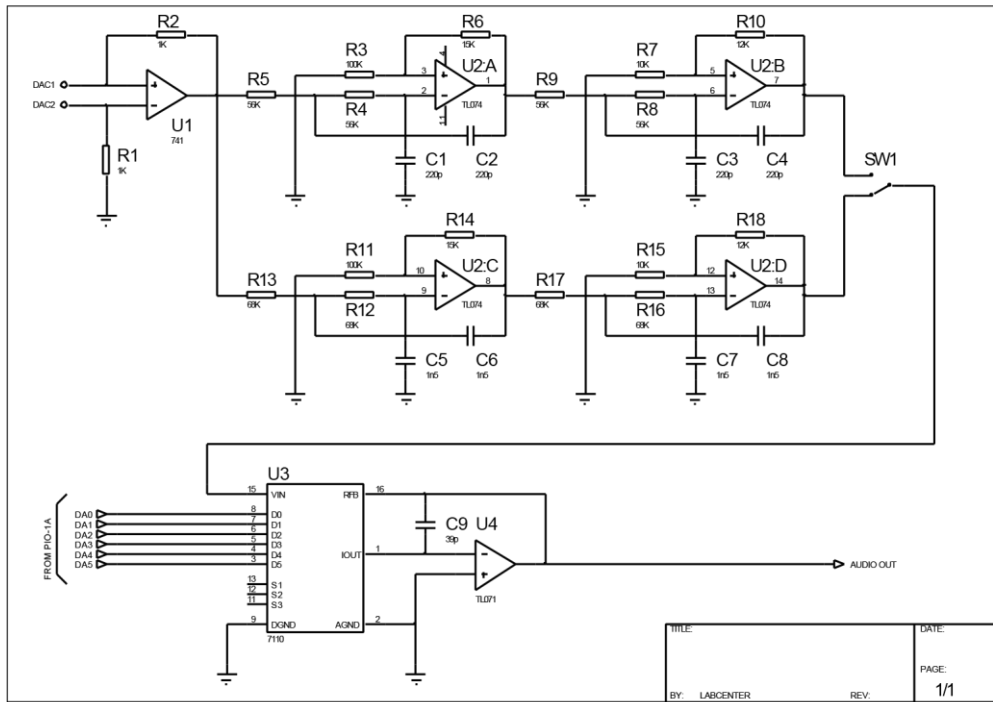 R2
1K
DAC1
DAC2
U1
741
R1
1K
R5
56K
R3
100K
R4
56K
R6
15K
4
3
2
1
11
U2:A
TL074
C1
220p
C2
220p
R9
56K
R7
10K
R8
56K
R10
12K
5
6
7
U2:B
TL074
C3
220p
C4
220p
SW1
R13
68K
R11
100K
R12
68K
R14
15K
10
9
8
U2:C
TL074
C5
1n5
C6
1n5
R17
68K
R15
10K
R16
68K
R18
12K
12
13
14
U2:D
TL074
C7
1n5
C8
1n5
FROM PIO-1A
DA0
DA1
DA2
DA3
DA4
DA5
U3
15 VIN
8 D0
7 D1
6 D2
5 D3
4 D4
3 D5
13 S1
12 S2
11 S3
9 DGND
RFB 16
IOUT 1
AGND 2
7110
C9
39p
U4
TL071
AUDIO OUT
TITLE:
DATE:
PAGE:
1/1
BY: LABCENTER REV: